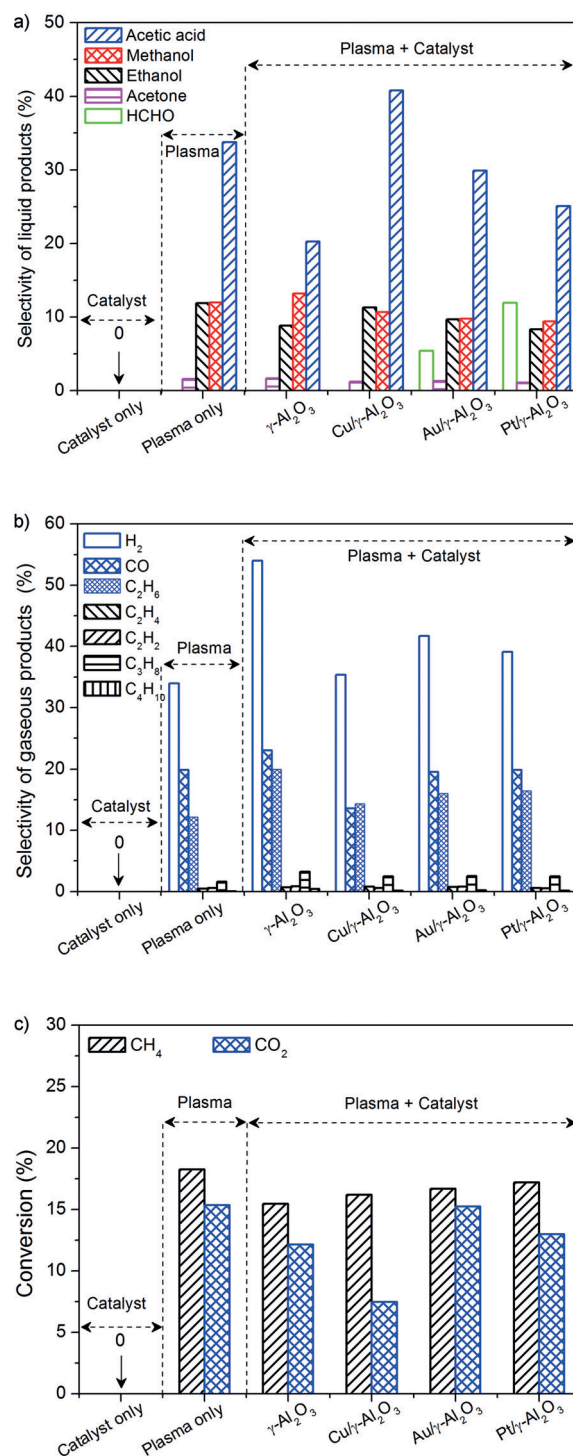 a)
50
40
30
20
10
0
Selectivity of liquid products (%)
Acetic acid
Methanol
Ethanol
Acetone
HCHO
Plasma + Catalyst
Plasma
Catalyst
0
Catalyst only
Plasma only
γ-Al₂O₃
Cu/γ-Al₂O₃
Au/γ-Al₂O₃
Pt/γ-Al₂O₃
b)
60
50
40
30
20
10
0
Selectivity of gaseous products (%)
H₂
CO
C₂H₆
C₂H₄
C₂H₂
C₃H₈
C₄H₁₀
Plasma + Catalyst
Plasma
Catalyst
0
Catalyst only
Plasma only
γ-Al₂O₃
Cu/γ-Al₂O₃
Au/γ-Al₂O₃
Pt/γ-Al₂O₃
c)
30
25
20
15
10
5
0
Conversion (%)
CH₄
CO₂
Plasma
Plasma + Catalyst
Catalyst
0
Catalyst only
Plasma only
γ-Al₂O₃
Cu/γ-Al₂O₃
Au/γ-Al₂O₃
Pt/γ-Al₂O₃